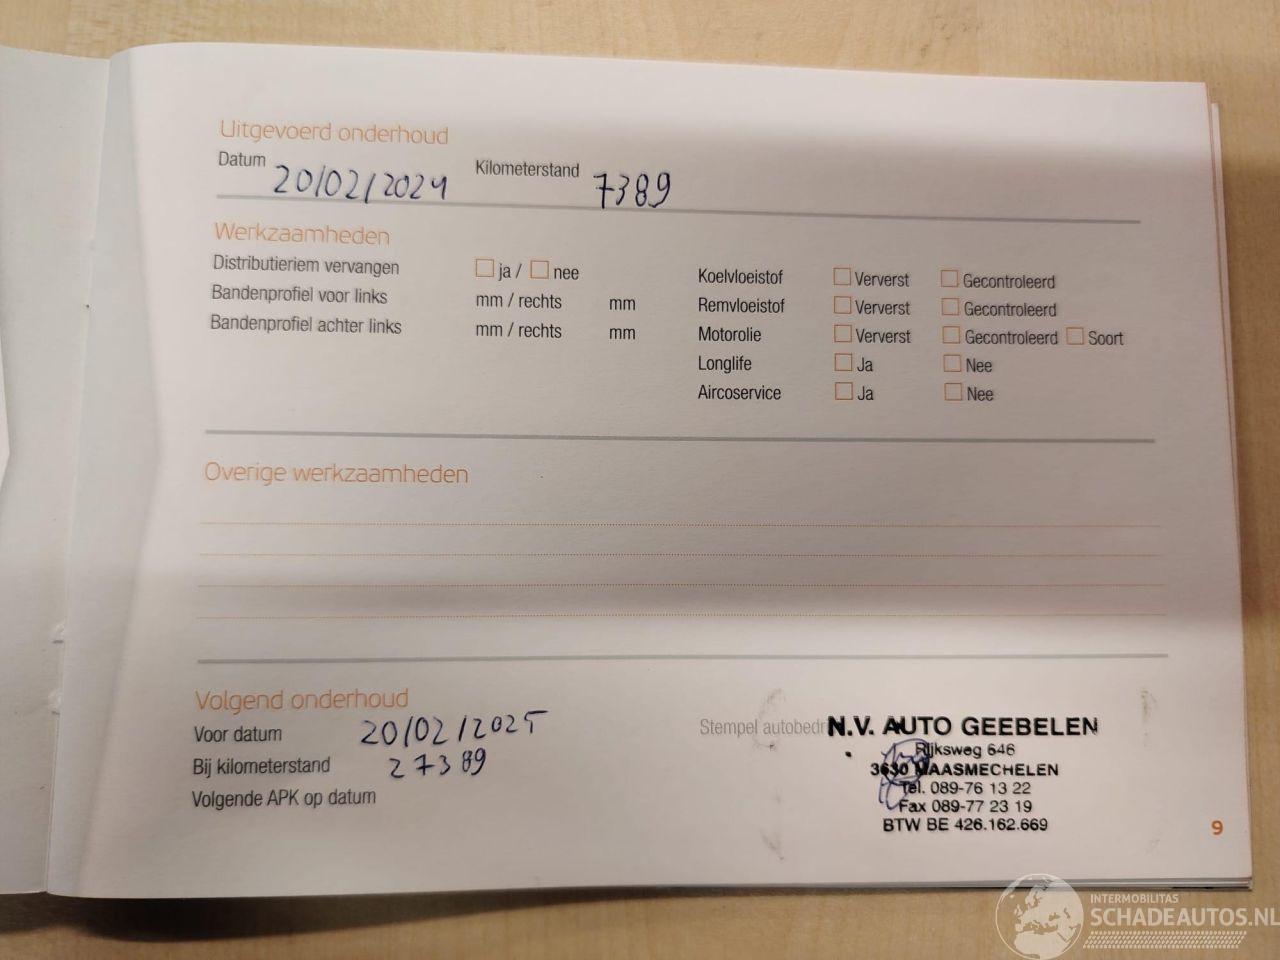 Uitgevoerd onderhoud
Datum 20/02/2024 Kilometerstand 7389
Werkzaamheden
Distributieriem vervangen ja / nee
Bandenprofiel voor links mm / rechts mm
Bandenprofiel achter links mm / rechts mm
Koelvloeistof Ververst Gecontroleerd
Remvloeistof Ververst Gecontroleerd
Motorolie Ververst Gecontroleerd Soort
Longlife Ja Nee
Aircoservice Ja Nee
Overige werkzaamheden
Volgend onderhoud
Voor datum 20/02/2025
Bij kilometerstand 27389
Volgende APK op datum
Stempel autobedri
N.V. AUTO GEEBELEN
Rijksweg 646
3630 MAASMECHELEN
Tel. 089-76 13 22
Fax 089-77 23 19
BTW BE 426.162.669
9
INTERMOBILITAS
SCHADEAUTOS.NL